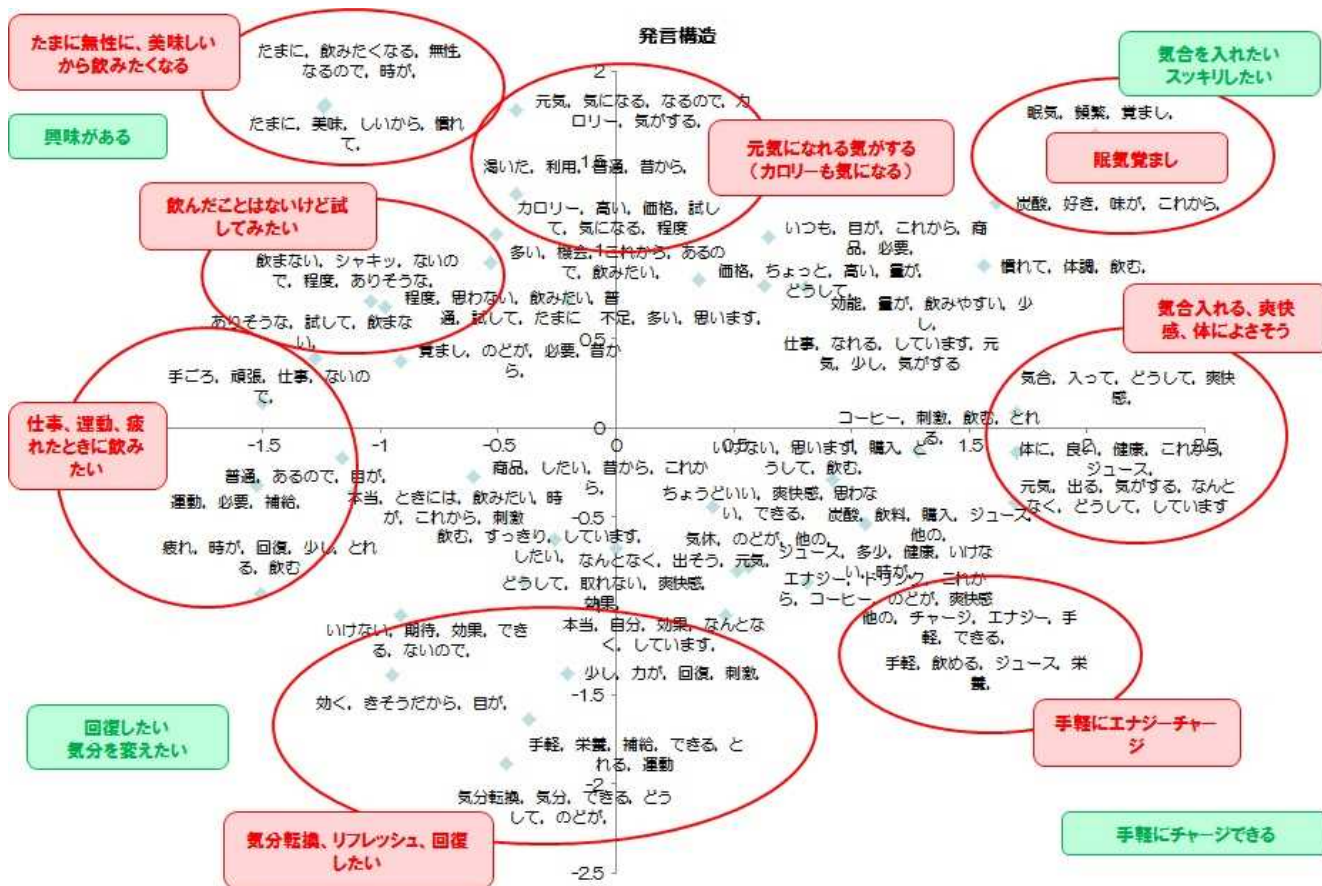 発言構造
たまに無性に、美味しい
から飲みたくなる
興味がある
たまに, 飲みたくなる, 無性,
なるので, 時が,
たまに, 美味, しいから, 慣れ
て,
2
元気, 気になる, なるので, カ
ロリー, 気がする,
渇いた, 利用, 普通, 昔から,
1.5
カロリー, 高い, 価格, 試し
て, 気になる, 程度
元気になれる気がする
（カロリーも気になる）
気合を入れたい
スッキリしたい
眠気, 頻繁, 覚まし,
眠気覚まし
炭酸, 好き, 味が, これから,
飲んだことはないけど試
してみたい
飲まない, シャキッ, ないの
で, 程度, ありそうな,
ありそうな, 試して, 飲まな
い,
多い, 機会, これから, あるの
で, 飲みたい,
1
程度, 思わない, 飲みたい, 普
通, 試して, たまに
不足, 多い, 思います,
0.5
覚まし, のどが, 必要, 昔か
ら,
いつも, 目が, これから, 商
品, 必要,
価格, ちょっと, 高い, 量が,
どうして,
慣れて, 体調, 飲む,
効能, 量が, 飲みやすい, 少
し,
仕事, なれる, しています, 元
気, 少し, 気がする
気合入れる、爽快
感、体によさそう
気合, 入って, どうして, 爽快
感,
体に, 良い, 健康, これから,
ジュース,
元気, 出る, 気がする, なんと
なく, どうして, しています
手ごろ, 頑張, 仕事, ないの
で,
仕事、運動、疲
れたときに飲み
たい
-1.5
-1
-0.5
0
0
0.5
1
1.5
2
2.5
普通, あるので, 目が,
運動, 必要, 補給,
疲れ, 時が, 回復, 少し, とれ
る, 飲む
コーヒー, 刺激, 飲む, とれ
る,
いけない, 思います, 購入, ど
うして, 飲む,
商品, したい, 昔から, これか
ら,
本当, ときには, 飲みたい, 時
が, これから, 刺激
ちょうどいい, 爽快感, 思わな
い, できる,
炭酸, 飲料, 購入, ジュース,
他の,
-0.5
飲む, すっきり, しています,
したい,
気休, のどが, 他の,
なんとなく, 出そう, 元気,
ジュース, 多少, 健康, いけな
い, 時が,
どうして, 取れない, 爽快感,
効果,
エナジー, ドリンク, これか
ら, コーヒー, のどが, 爽快感
いけない, 期待, 効果, でき
る, ないので,
本当, 自分, 効果, なんとな
く, しています,
他の, チャージ, エナジー, 手
軽, できる,
手軽, 飲める, ジュース, 栄
養,
少し, 力が, 回復, 刺激,
-1.5
効く, きそうだから, 目が,
手軽, 栄養, 補給, できる, と
れる, 運動
-2
気分転換, 気分, できる, どう
して, のどが,
-2.5
回復したい
気分を変えたい
気分転換、リフレッシュ、回復
したい
手軽にエナジーチャー
ジ
手軽にチャージできる